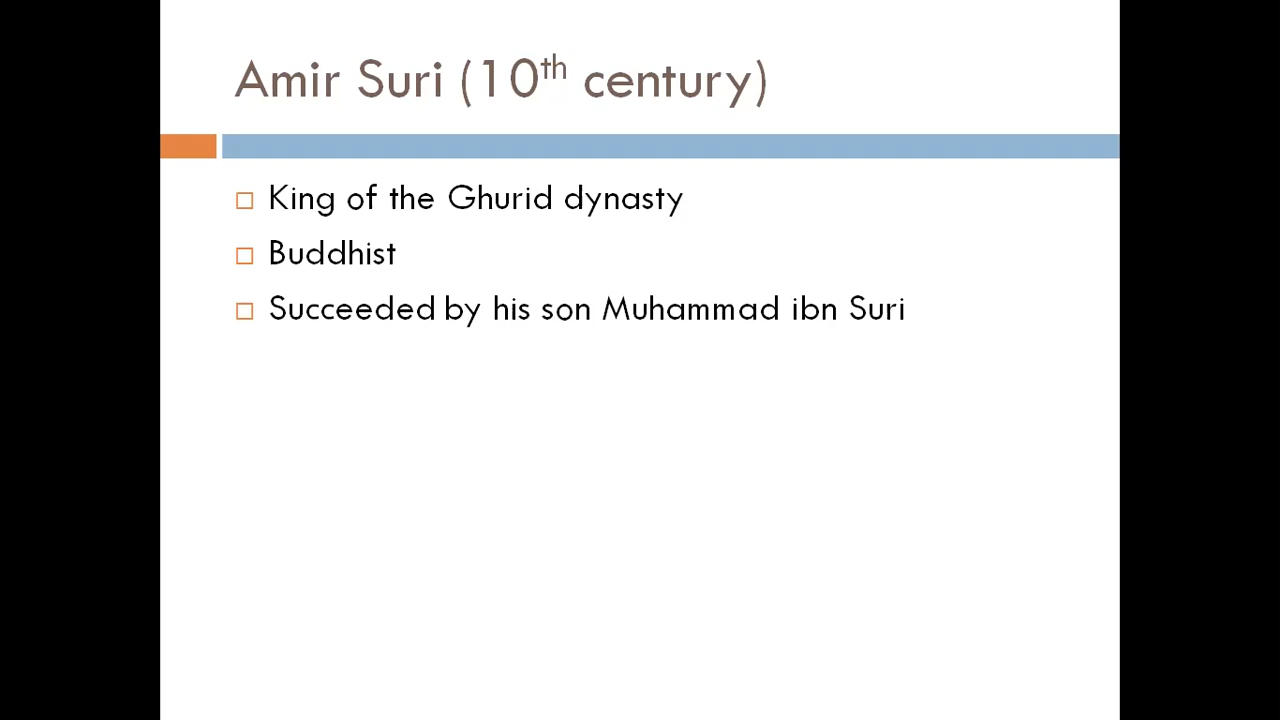 Amir Suri (10th century)
King of the Ghurid dynasty
Buddhist
Succeeded by his son Muhammad ibn Suri